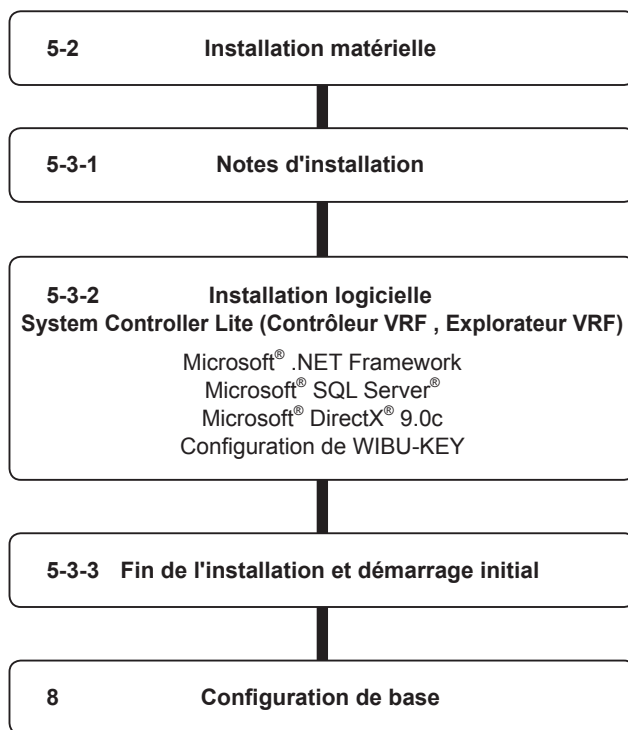 5-2 Installation matérielle
5-3-1 Notes d'installation
5-3-2 Installation logicielle
System Controller Lite (Contrôleur VRF , Explorateur VRF)
Microsoft® .NET Framework
Microsoft® SQL Server®
Microsoft® DirectX® 9.0c
Configuration de WIBU-KEY
5-3-3 Fin de l'installation et démarrage initial
8 Configuration de base